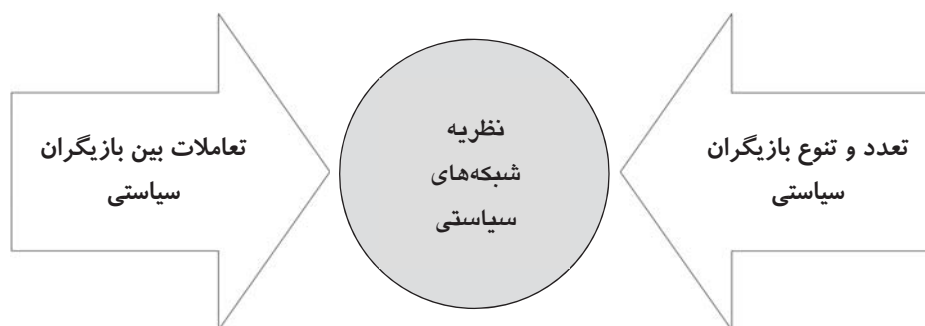 تعدد و تنوع بازیگران
سیاستی
نظریه
شبکه‌های
سیاستی
تعاملات بین بازیگران
سیاستی